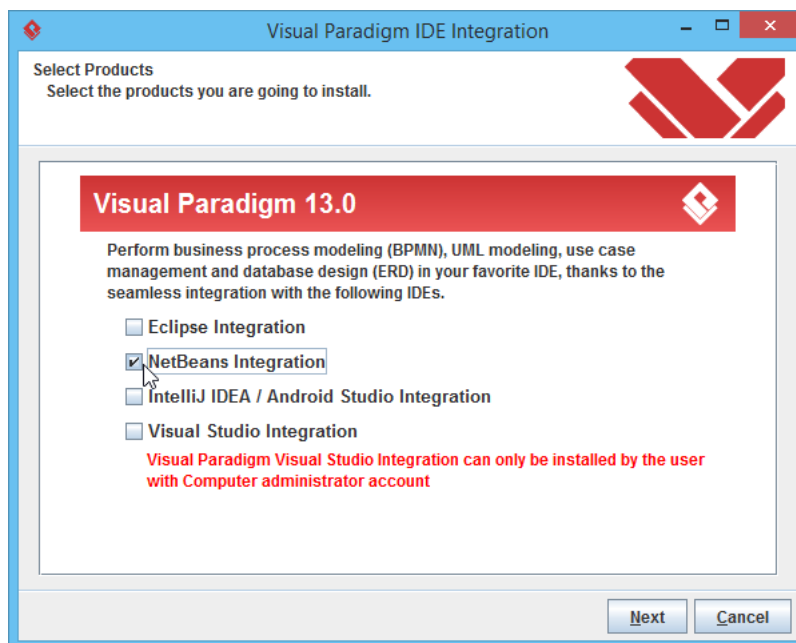 Visual Paradigm IDE Integration
Select Products
Select the products you are going to install.
Visual Paradigm 13.0
Perform business process modeling (BPMN), UML modeling, use case
management and database design (ERD) in your favorite IDE, thanks to the
seamless integration with the following IDEs.
Eclipse Integration
NetBeans Integration
IntelliJ IDEA / Android Studio Integration
Visual Studio Integration
Visual Paradigm Visual Studio Integration can only be installed by the user
with Computer administrator account
Next Cancel